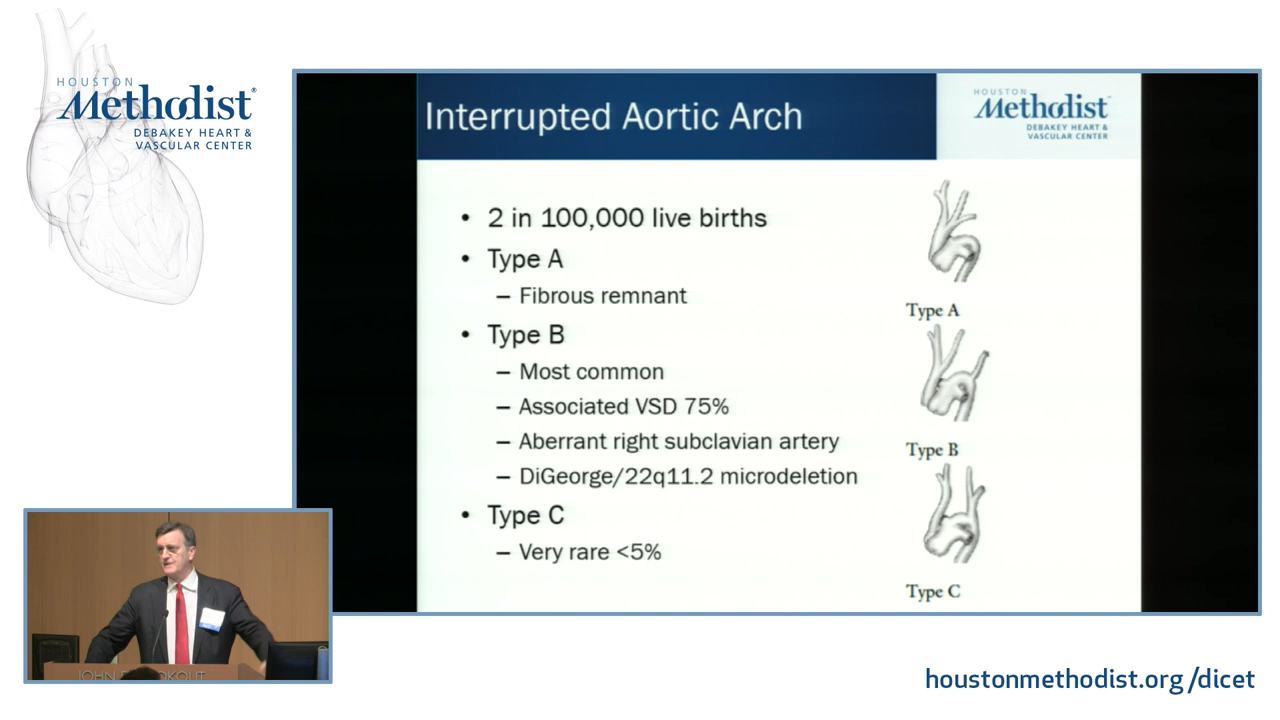 HOUSTON
Methodist®
DEBAKEY HEART &
VASCULAR CENTER
Interrupted Aortic Arch
HOUSTON
Methodist
DEBAKEY HEART &
VASCULAR CENTER
• 2 in 100,000 live births
• Type A
– Fibrous remnant
• Type B
– Most common
– Associated VSD 75%
– Aberrant right subclavian artery
– DiGeorge/22q11.2 microdeletion
• Type C
– Very rare <5%
Type A
Type B
Type C
JOHN
houstonmethodist.org/dicet